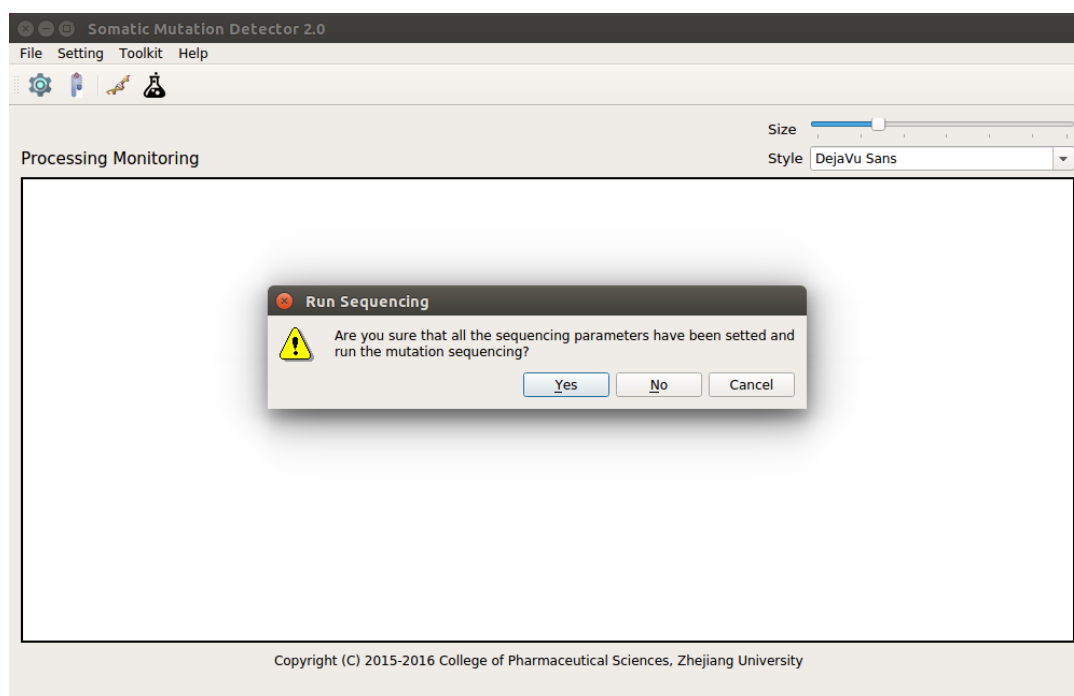 Somatic Mutation Detector 2.0
File Setting Toolkit Help
Size
Processing Monitoring
Style DejaVu Sans
Run Sequencing
Are you sure that all the sequencing parameters have been setted and
run the mutation sequencing?
Yes No Cancel
Copyright (C) 2015-2016 College of Pharmaceutical Sciences, Zhejiang University